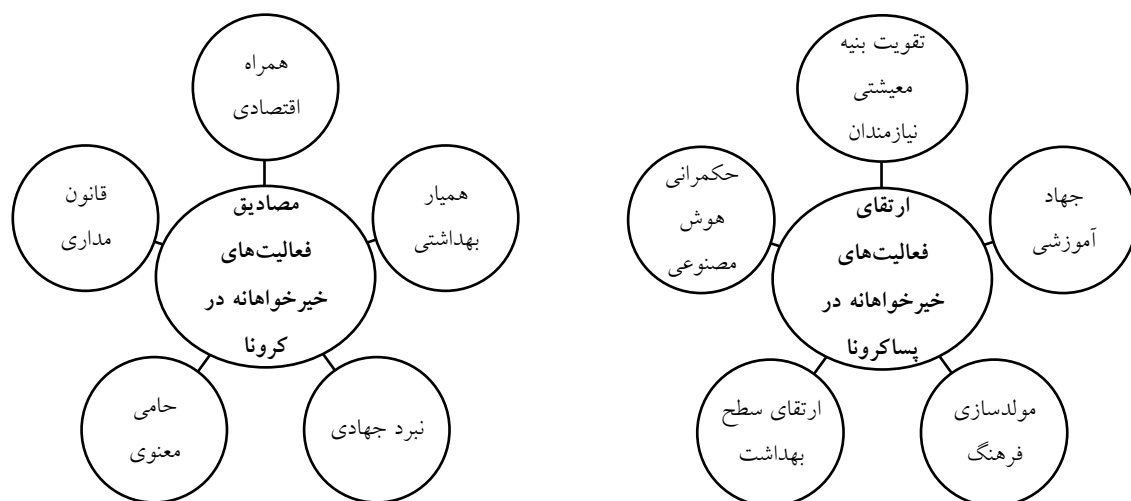 تقویت بنیه
معیشتی
نیازمندان
جهاد
آموزشی
مولدسازی
فرهنگ
ارتقای سطح
بهداشت
حکمرانی
هوش
مصنوعی
ارتقای
فعالیت‌های
خیرخواهانه در
پساکرونا
همراه
اقتصادی
همیار
بهداشتی
نبرد جهادی
حامی
معنوی
قانون
مداری
مصادیق
فعالیت‌های
خیرخواهانه در
کرونا